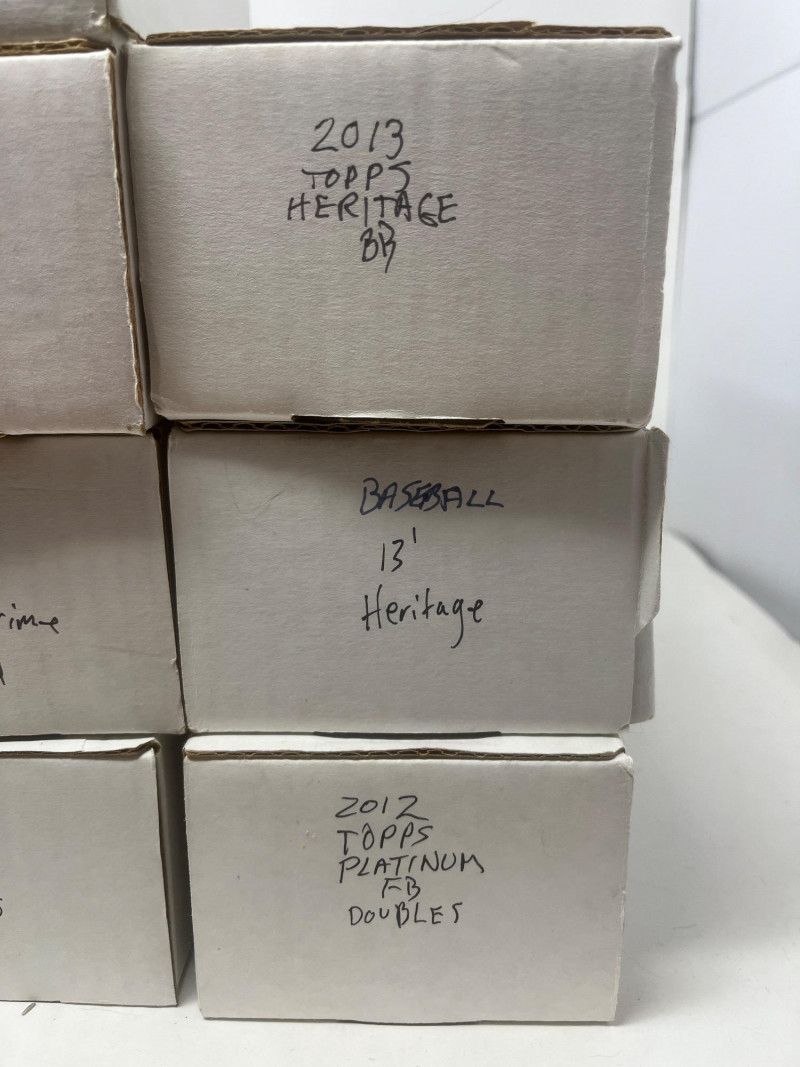 2013
TOPPS
HERITAGE
BB
BASEBALL
13'
Heritage
2012
TOPPS
PLATINUM
FB
DOUBLES